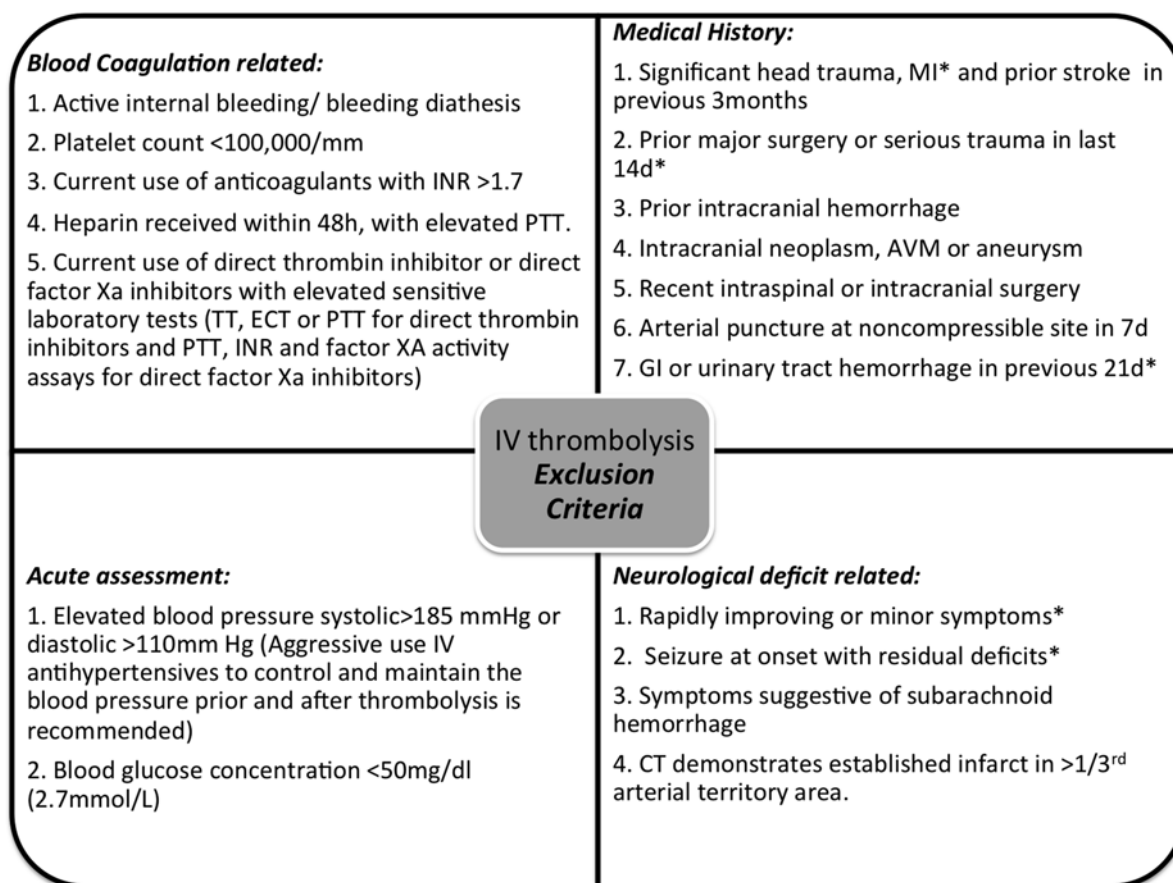 Blood Coagulation related:
1. Active internal bleeding/ bleeding diathesis
2. Platelet count <100,000/mm
3. Current use of anticoagulants with INR >1.7
4. Heparin received within 48h, with elevated PTT.
5. Current use of direct thrombin inhibitor or direct
factor Xa inhibitors with elevated sensitive
laboratory tests (TT, ECT or PTT for direct thrombin
inhibitors and PTT, INR and factor XA activity
assays for direct factor Xa inhibitors)
Medical History:
1. Significant head trauma, MI* and prior stroke in
previous 3months
2. Prior major surgery or serious trauma in last
14d*
3. Prior intracranial hemorrhage
4. Intracranial neoplasm, AVM or aneurysm
5. Recent intraspinal or intracranial surgery
6. Arterial puncture at noncompressible site in 7d
7. GI or urinary tract hemorrhage in previous 21d*
IV thrombolysis
Exclusion
Criteria
Acute assessment:
1. Elevated blood pressure systolic>185 mmHg or
diastolic >110mm Hg (Aggressive use IV
antihypertensives to control and maintain the
blood pressure prior and after thrombolysis is
recommended)
2. Blood glucose concentration <50mg/dl
(2.7mmol/L)
Neurological deficit related:
1. Rapidly improving or minor symptoms*
2. Seizure at onset with residual deficits*
3. Symptoms suggestive of subarachnoid
hemorrhage
4. CT demonstrates established infarct in >1/3rd
arterial territory area.